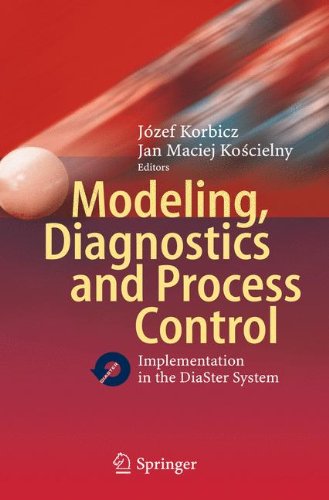 Józef Korbicz
Jan Maciej Kościelny
Editors
Modeling,
Diagnostics
and Process
Control
Implementation
in the DiaSter System
Springer